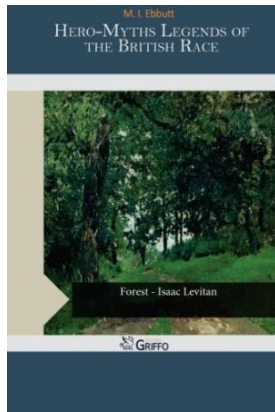 M. I. Ebbutt
HERO-MYTHS LEGENDS OF
THE BRITISH RACE
Forest - Isaac Levitan
GRIFFO